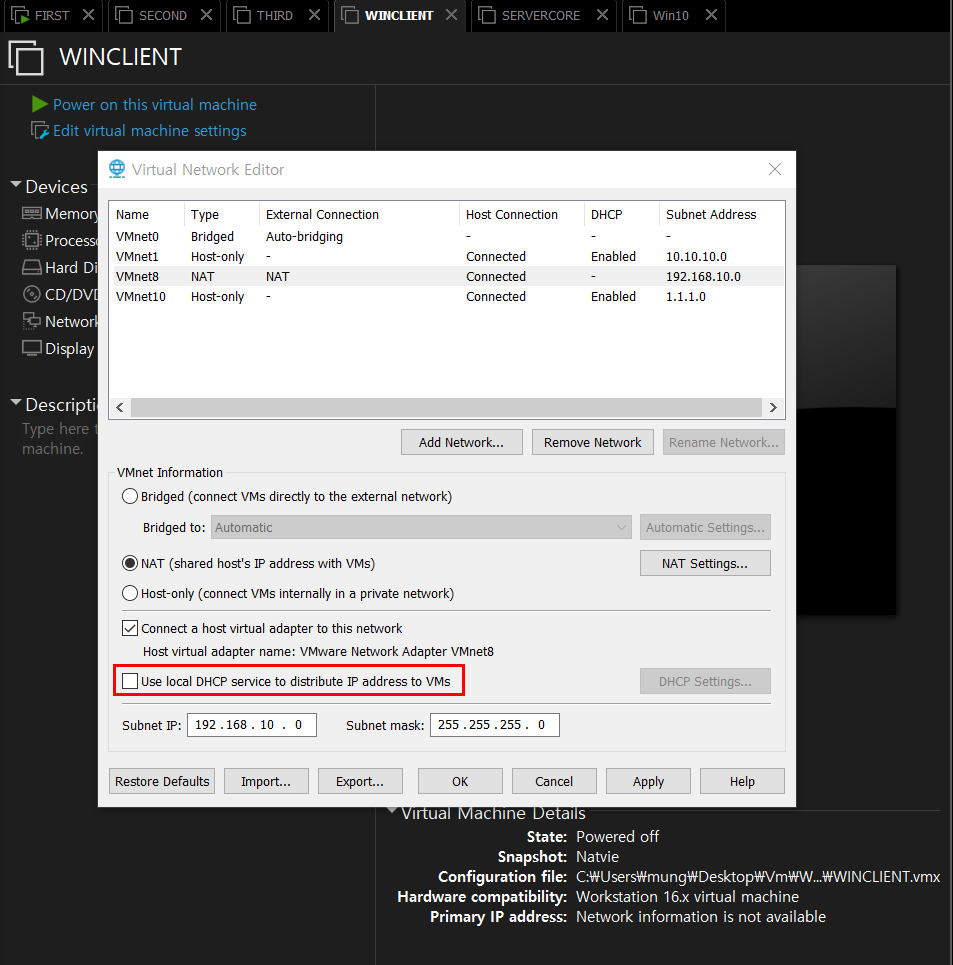 FIRST SECOND THIRD WINCLIENT SERVERCORE Win10
WINCLIENT
Power on this virtual machine
Edit virtual machine settings
Devices
Memory
Hard Di
CD/DVD
Network
Display
Type here
machine.
Virtual Network Editor
Name Type External Connection Host Connection DHCP Subnet Address
VMnet0 Bridged Auto-bridging - - -
VMnet1 Host-only - Connected Enabled 10.10.10.0
VMnet8 NAT NAT Connected - 192.168.10.0
VMnet10 Host-only - Connected Enabled 1.1.1.0
Add Network... Remove Network Rename Network...
VMnet Information
Bridged (connect VMs directly to the external network)
Bridged to: Automatic Automatic Settings...
NAT (shared host's IP address with VMs) NAT Settings...
Host-only (connect VMs internally in a private network)
Connect a host virtual adapter to this network
Host virtual adapter name: VMware Network Adapter VMnet8
Use local DHCP service to distribute IP address to VMs DHCP Settings...
Subnet IP: 192 . 168 . 10 . 0 Subnet mask: 255 . 255 . 255 . 0
Restore Defaults Import... Export... OK Cancel Apply Help
Virtual Machine Details
State: Powered off
Snapshot: Natvie
Configuration file: C:₩Users₩mung₩Desktop₩Vm₩W...₩WINCLIENT.vmx
Hardware compatibility: Workstation 16.x virtual machine
Primary IP address: Network information is not available